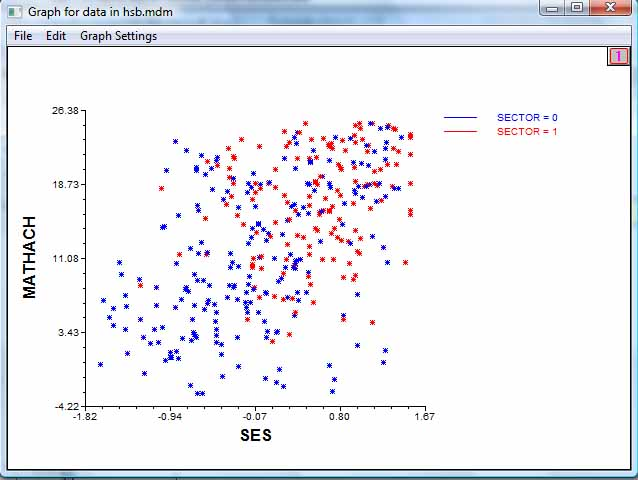 Graph for data in hsb.mdm
File Edit Graph Settings
1
26.38
SECTOR = 0
SECTOR = 1
18.73
MATHACH
11.08
3.43
-4.22
-1.82 -0.94 -0.07 0.80 1.67
SES